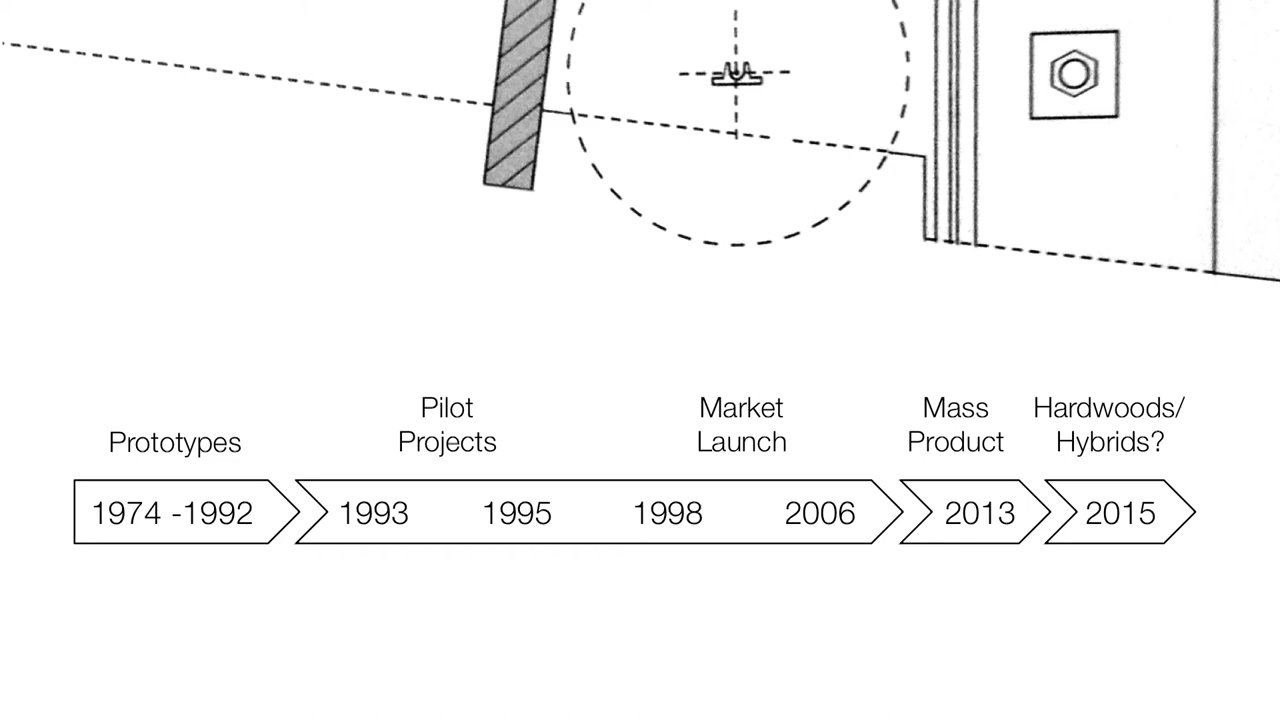 Prototypes
Pilot
Projects
Market
Launch
Mass
Product
Hardwoods/
Hybrids?
1974 -1992
1993
1995
1998
2006
2013
2015